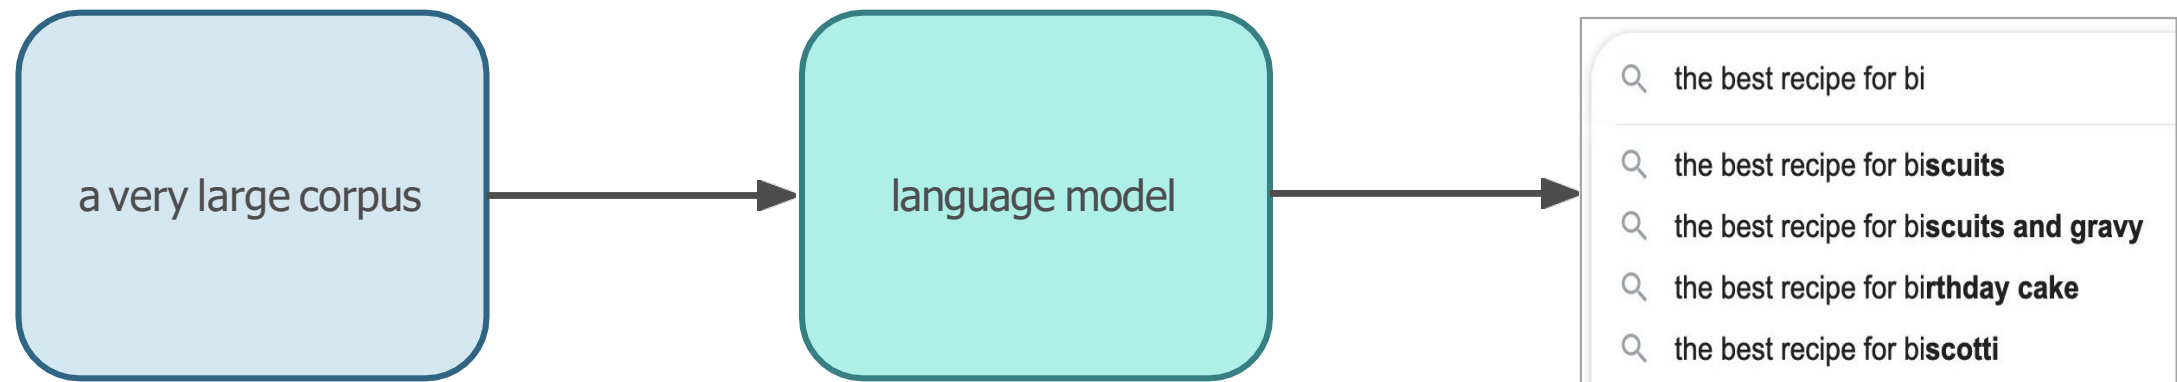 a very large corpus
language model
the best recipe for bi
the best recipe for biscuits
the best recipe for biscuits and gravy
the best recipe for birthday cake
the best recipe for biscotti